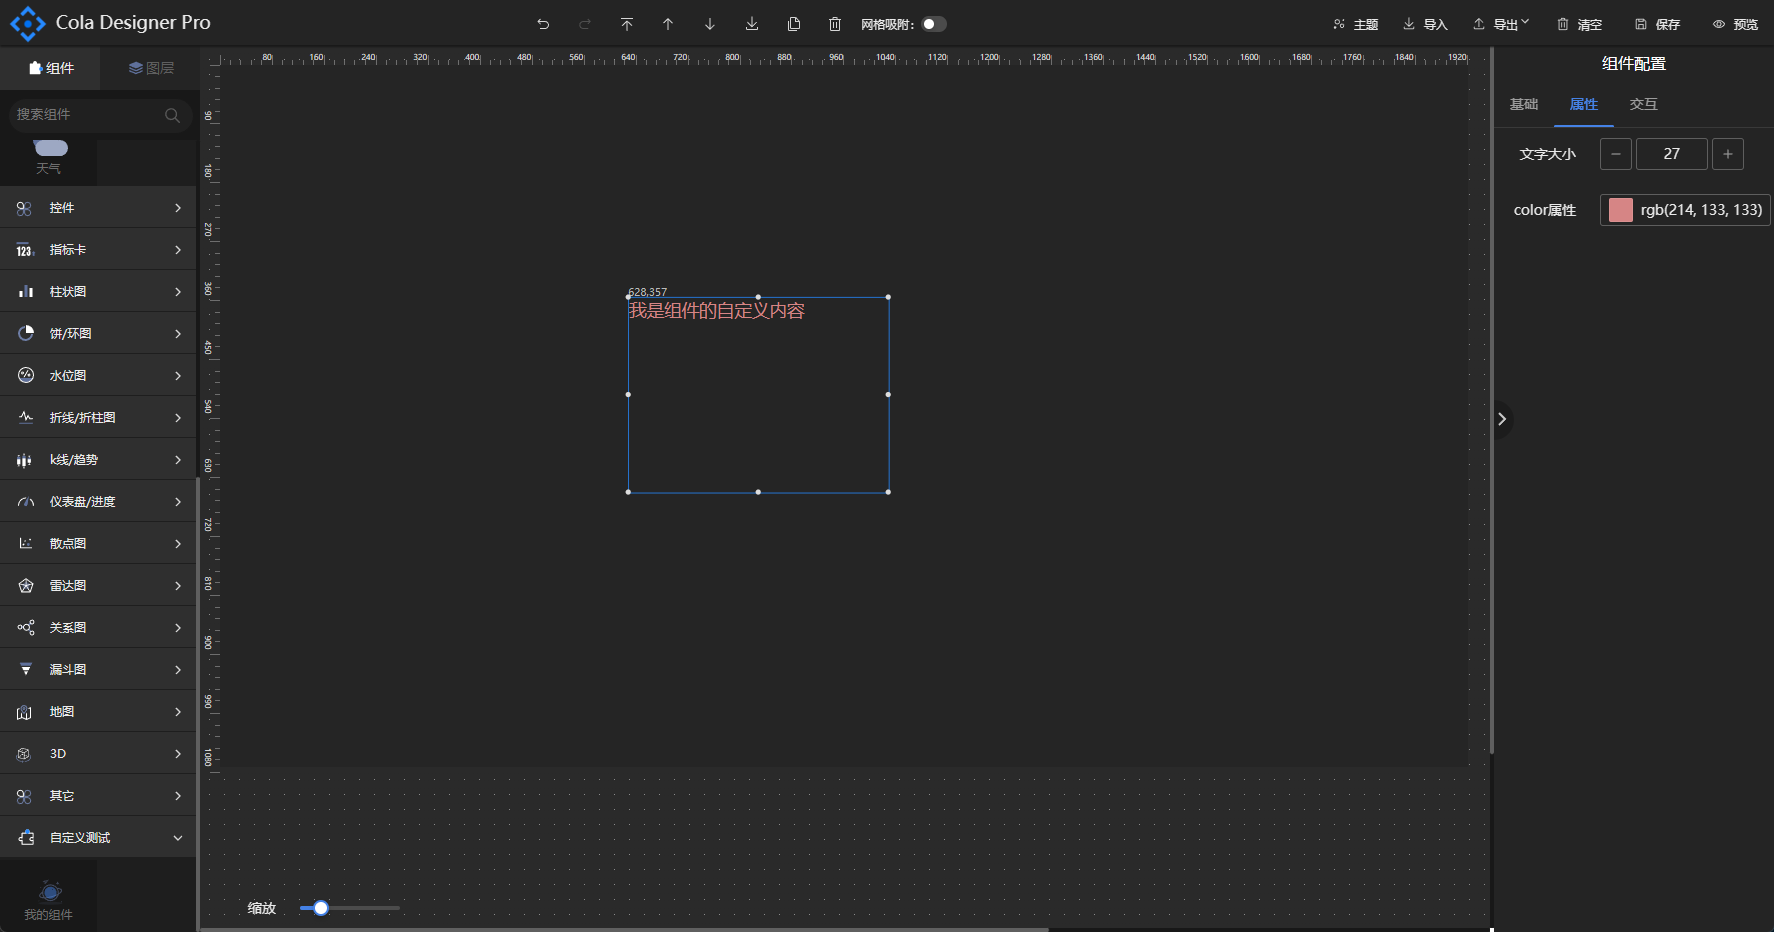 Cola Designer Pro
网格吸附：
主题
导入
导出
清空
保存
预览
组件
图层
搜索组件
天气
控件
123
指标卡
柱状图
饼/环图
水位图
折线/折柱图
k线/趋势
仪表盘/进度
散点图
雷达图
关系图
漏斗图
地图
3D
其它
自定义测试
我的组件
80 160 240 320 400 480 560 640 720 800 880 960 1040 1120 1200 1280 1360 1440 1520 1600 1680 1760 1840 1920
90
180
270
360
450
540
630
720
810
900
990
1080
628,357
我是组件的自定义内容
缩放
组件配置
基础
属性
交互
文字大小
27
color属性
rgb(214, 133, 133)